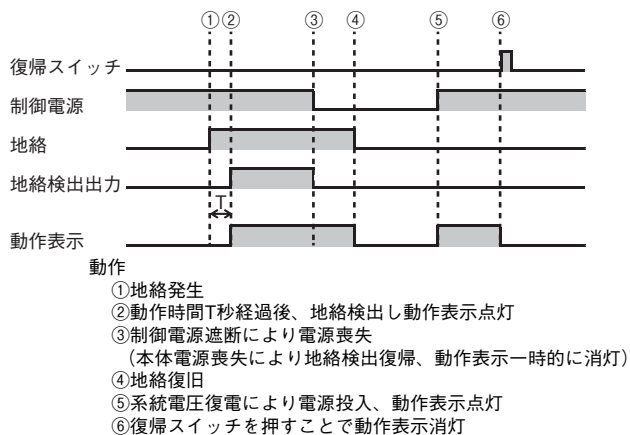 ①② ③ ④ ⑤ ⑥
復帰スイッチ
制御電源
地絡
地絡検出出力
T
動作表示
動作
①地絡発生
②動作時間T秒経過後、地絡検出し動作表示点灯
③制御電源遮断により電源喪失
（本体電源喪失により地絡検出復帰、動作表示一時的に消灯）
④地絡復旧
⑤系統電圧復電により電源投入、動作表示点灯
⑥復帰スイッチを押すことで動作表示消灯